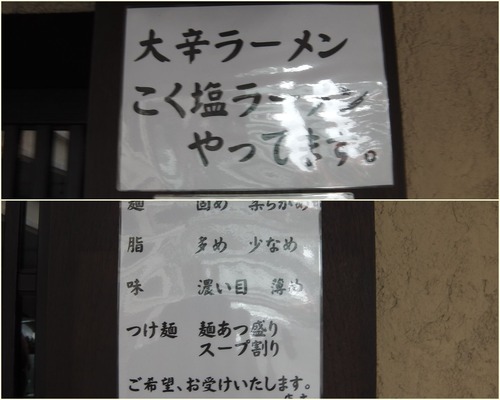 大辛ラーメン
こく塩ラーメン
やってます。
麺 固め 柔らかめ
脂 多め 少なめ
味 濃い目 薄め
つけ麺 麺あつ盛り
スープ割り
ご希望、お受けいたします。
店主